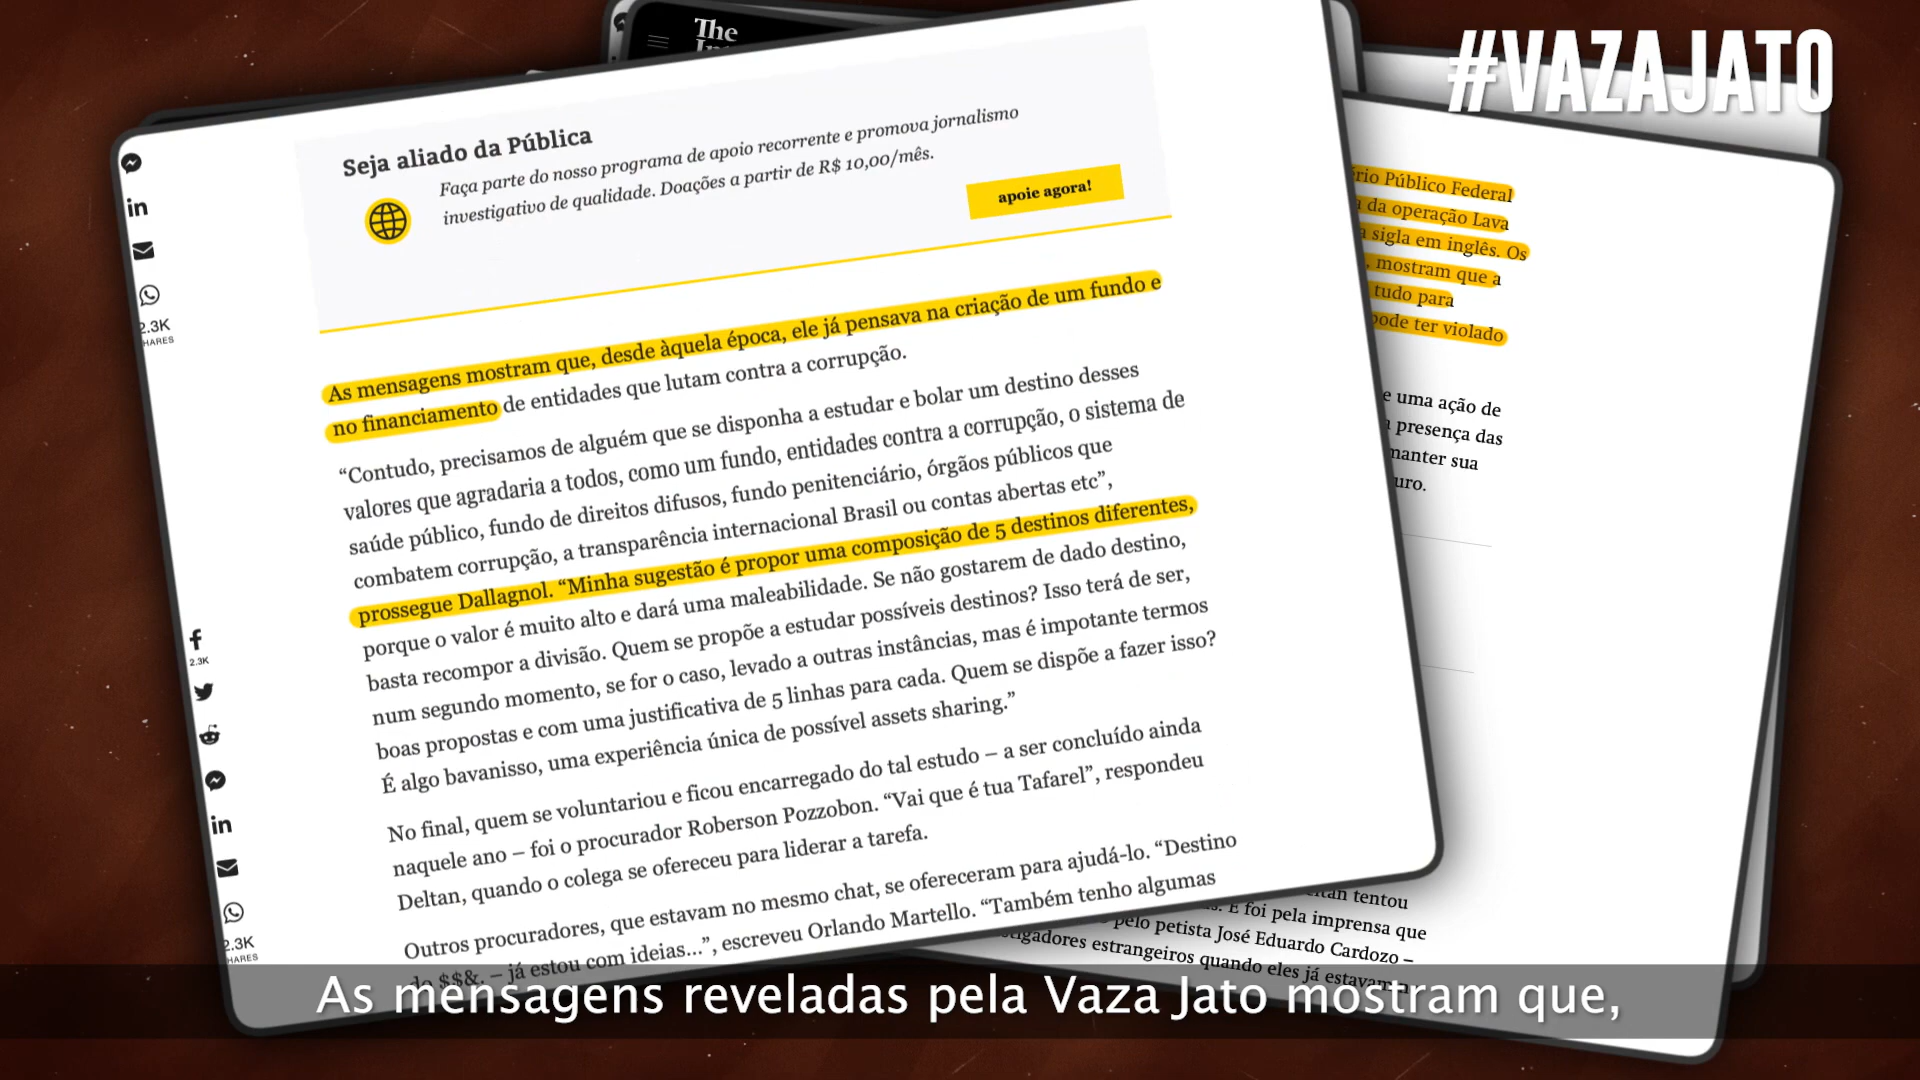 The
#VAZAJATO
Seja aliado da Pública
Faça parte do nosso programa de apoio recorrente e promova jornalismo
investigativo de qualidade. Doações a partir de R$ 10,00/mês.
apoie agora!
2.3K
As mensagens mostram que, desde àquela época, ele já pensava na criação de um fundo e
no financiamento de entidades que lutam contra a corrupção.
“Contudo, precisamos de alguém que se disponha a estudar e bolar um destino desses
valores que agradaria a todos, como um fundo, entidades contra a corrupção, o sistema de
saúde público, fundo de direitos difusos, fundo penitenciário, órgãos públicos que
combatem corrupção, a transparência internacional Brasil ou contas abertas etc”,
prossegue Dallagnol. “Minha sugestão é propor uma composição de 5 destinos diferentes,
porque o valor é muito alto e dará uma maleabilidade. Se não gostarem de dado destino,
basta recompor a divisão. Quem se propõe a estudar possíveis destinos? Isso terá de ser,
num segundo momento, se for o caso, levado a outras instâncias, mas é impotante termos
boas propostas e com uma justificativa de 5 linhas para cada. Quem se dispõe a fazer isso?
É algo bavanisso, uma experiência única de possível assets sharing.”
No final, quem se voluntariou e ficou encarregado do tal estudo – a ser concluído ainda
naquele ano – foi o procurador Roberson Pozzobon. “Vai que é tua Tafarel”, respondeu
Deltan, quando o colega se ofereceu para liderar a tarefa.
Outros procuradores, que estavam no mesmo chat, se ofereceram para ajudá-lo. “Destino
do $$&. – já estou com ideias...”, escreveu Orlando Martello. “Também tenho algumas
2.3K
2.3K
Público Federal
da operação Lava
sigla em inglês. Os
, mostram que a
tudo para
pode ter violado
e uma ação de
presença das
manter sua
tentou
E foi pela imprensa que
pelo petista José Eduardo Cardozo –
estrangeiros quando eles já
As mensagens reveladas pela Vaza Jato mostram que,